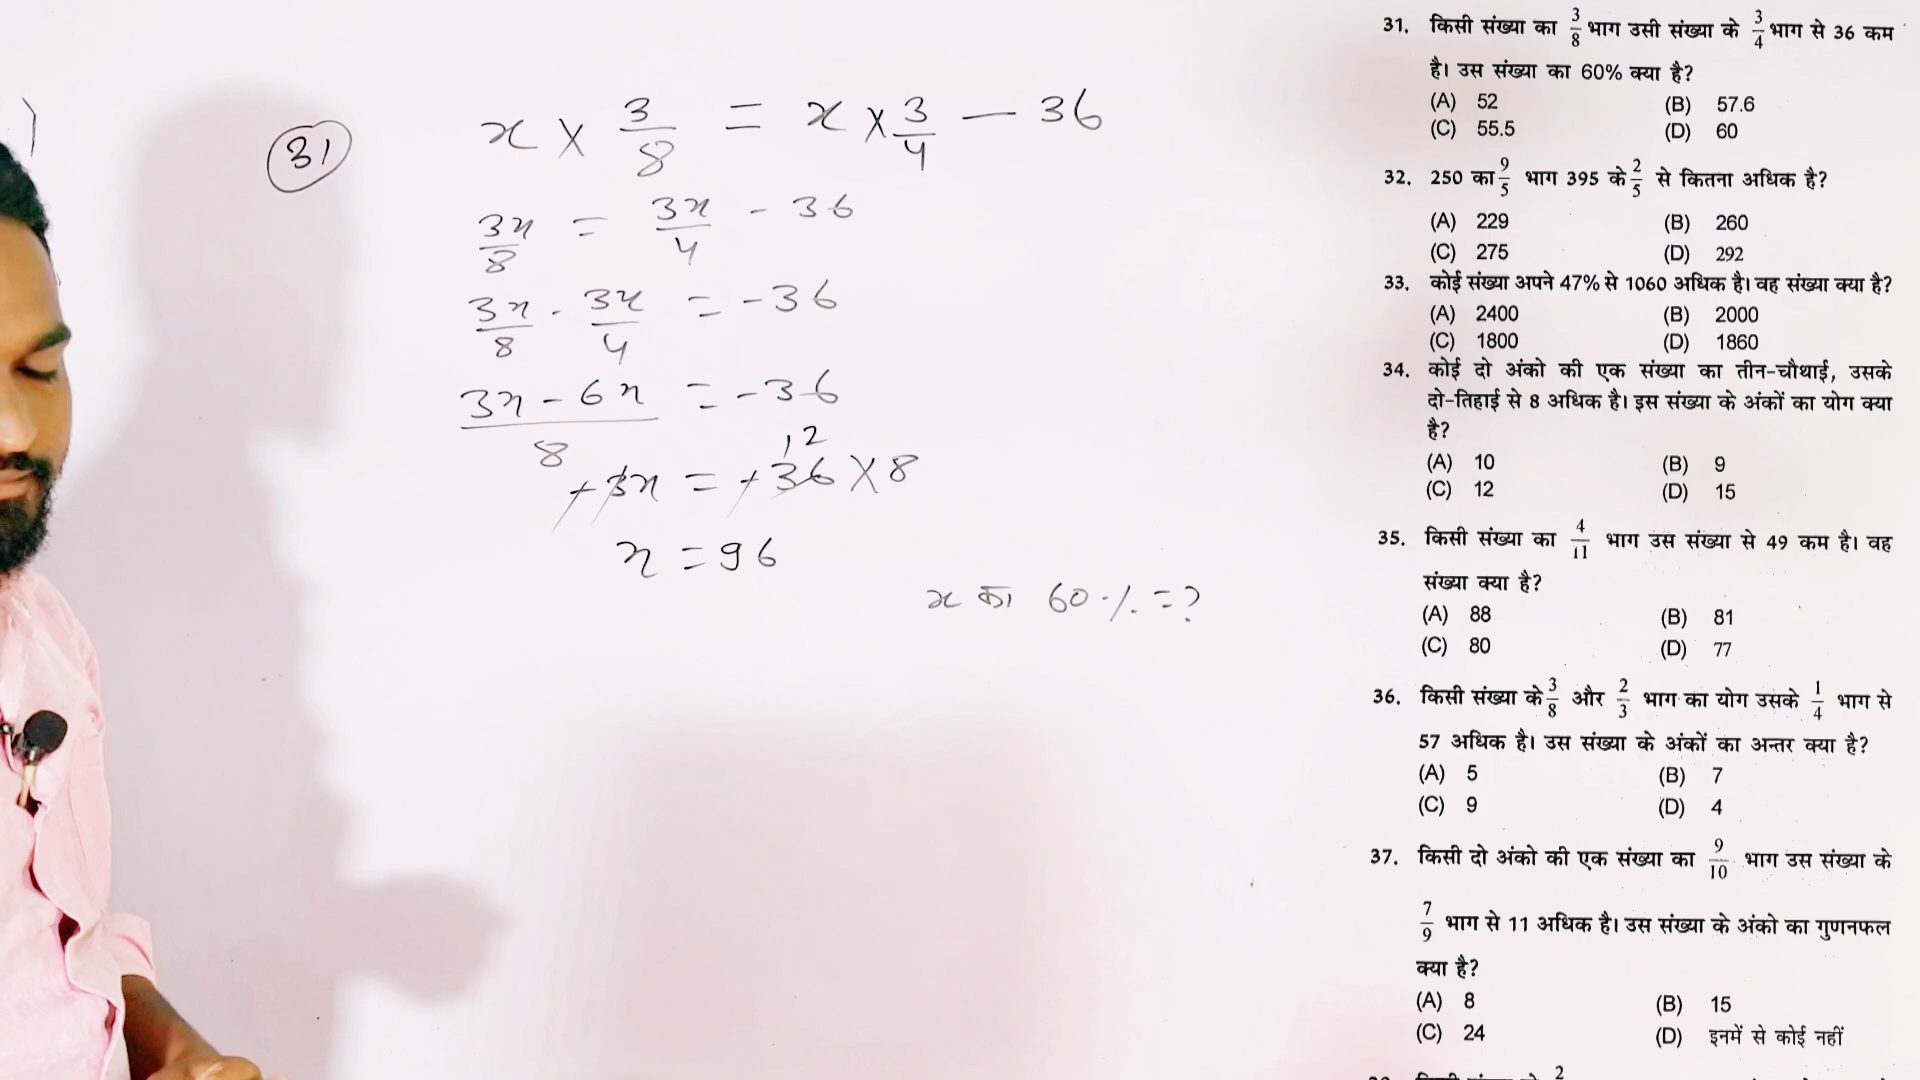 31
x × 3/8 = x × 3/4 - 36
3x/8 = 3x/4 - 36
3x/8 - 3x/4 = -36
3x - 6x / 8 = -36
12
+3x = +36 × 8
x = 96
x का 60% = ?
31. किसी संख्या का 3/8 भाग उसी संख्या के 3/4 भाग से 36 कम
है। उस संख्या का 60% क्या है?
(A) 52 (B) 57.6
(C) 55.5 (D) 60
32. 250 का 9/5 भाग 395 के 2/5 से कितना अधिक है?
(A) 229 (B) 260
(C) 275 (D) 292
33. कोई संख्या अपने 47% से 1060 अधिक है। वह संख्या क्या है?
(A) 2400 (B) 2000
(C) 1800 (D) 1860
34. कोई दो अंको की एक संख्या का तीन-चौथाई, उसके
दो-तिहाई से 8 अधिक है। इस संख्या के अंकों का योग क्या
है?
(A) 10 (B) 9
(C) 12 (D) 15
35. किसी संख्या का 4/11 भाग उस संख्या से 49 कम है। वह
संख्या क्या है?
(A) 88 (B) 81
(C) 80 (D) 77
36. किसी संख्या के 3/8 और 2/3 भाग का योग उसके 1/4 भाग से
57 अधिक है। उस संख्या के अंकों का अन्तर क्या है?
(A) 5 (B) 7
(C) 9 (D) 4
37. किसी दो अंको की एक संख्या का 9/10 भाग उस संख्या के
7/9 भाग से 11 अधिक है। उस संख्या के अंको का गुणनफल
क्या है?
(A) 8 (B) 15
(C) 24 (D) इनमें से कोई नहीं